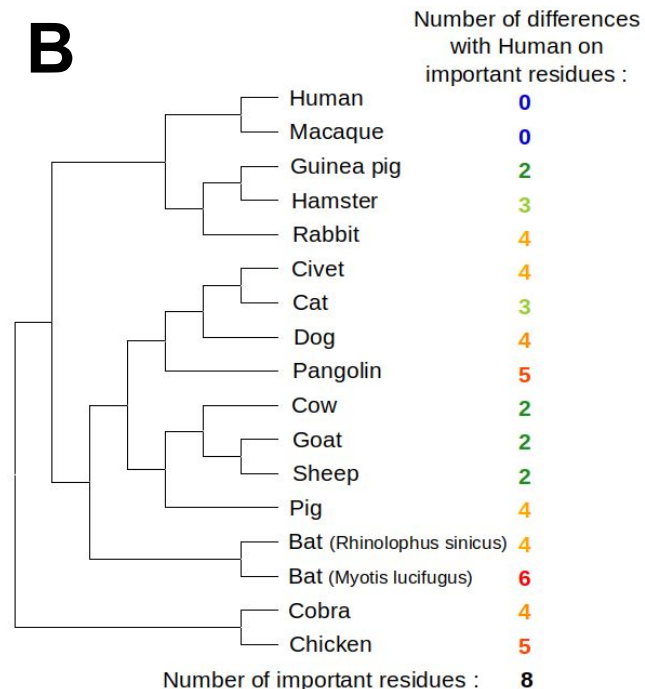 B
Number of differences
with Human on
important residues :
Human 0
Macaque 0
Guinea pig 2
Hamster 3
Rabbit 4
Civet 4
Cat 3
Dog 4
Pangolin 5
Cow 2
Goat 2
Sheep 2
Pig 4
Bat (Rhinolophus sinicus) 4
Bat (Myotis lucifugus) 6
Cobra 4
Chicken 5
Number of important residues : 8